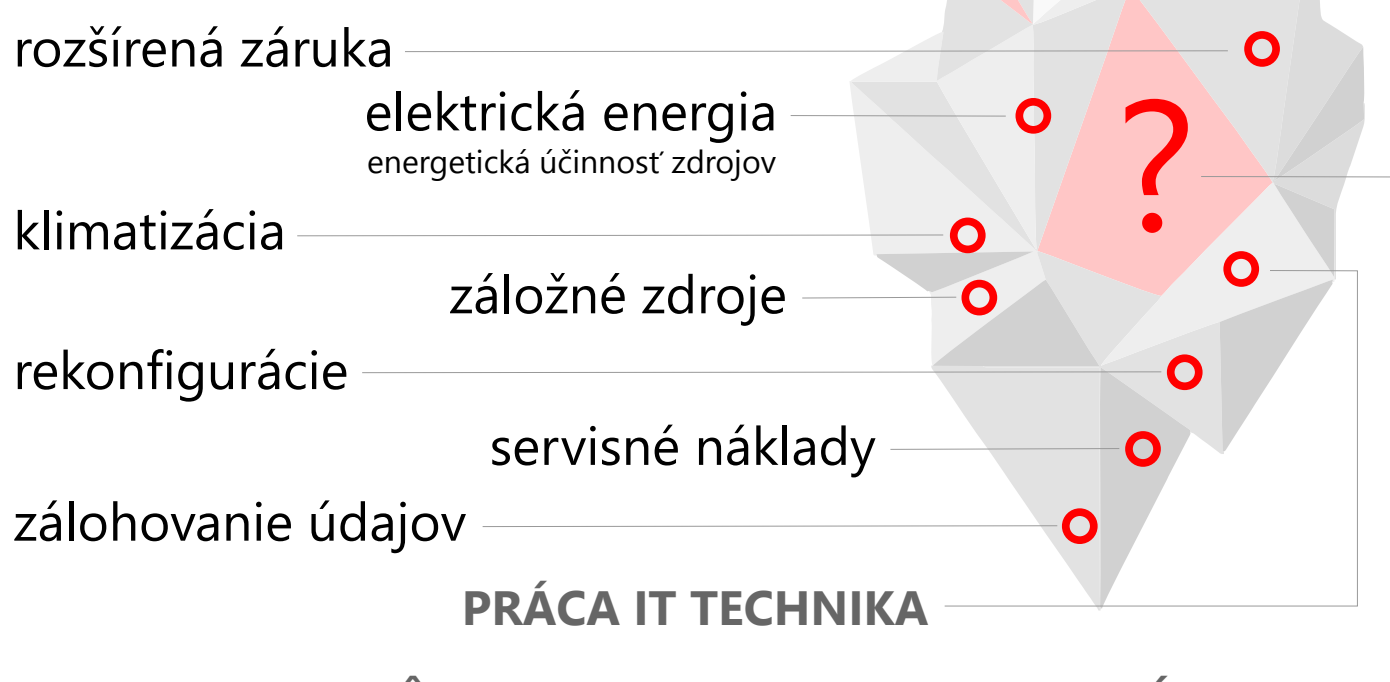 rozšírená záruka
elektrická energia
energetická účinnosť zdrojov
?
klimatizácia
záložné zdroje
rekonfigurácie
servisné náklady
zálohovanie údajov
PRÁCA IT TECHNIKA